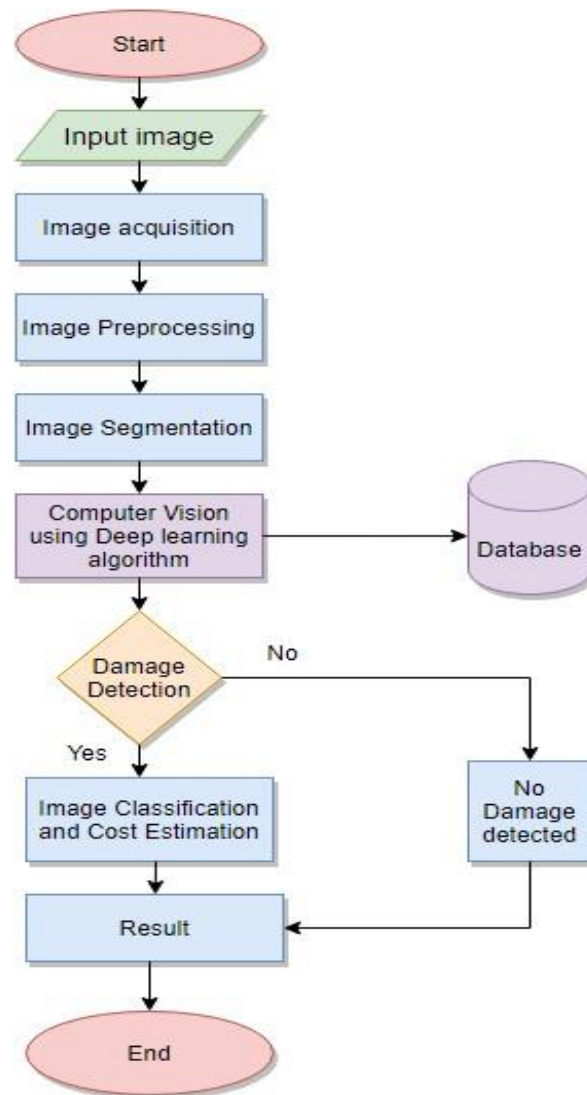 Start
Input image
Image acquisition
Image Preprocessing
Image Segmentation
Computer Vision
using Deep learning
algorithm
Database
Damage
Detection
No
Yes
Image Classification
and Cost Estimation
No
Damage
detected
Result
End